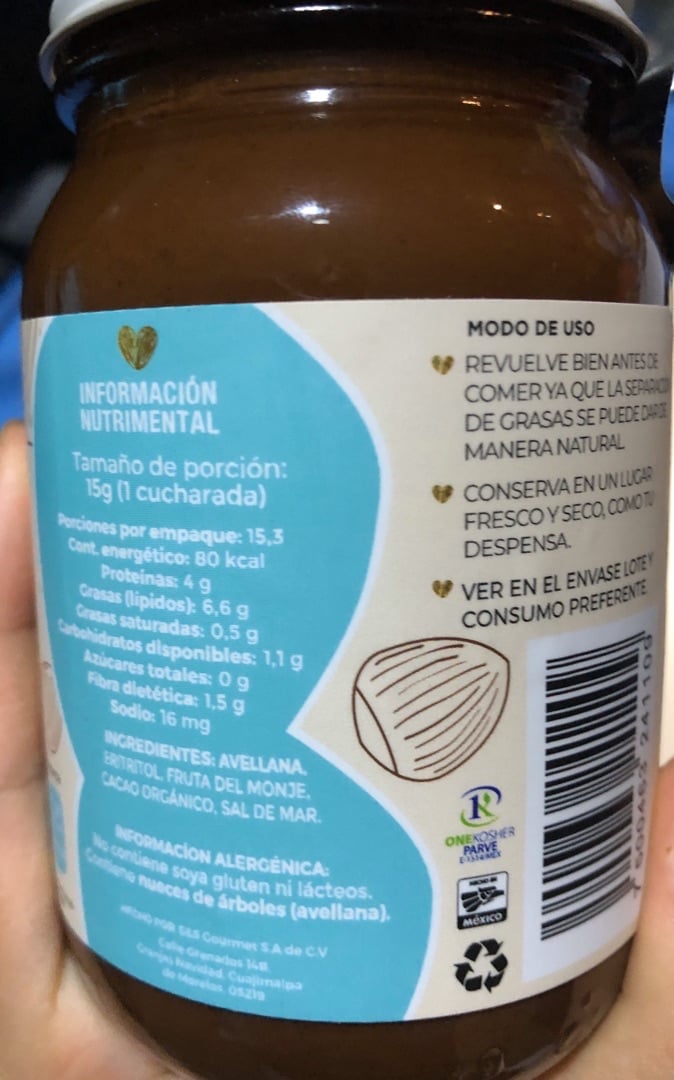 INFORMACIÓN
NUTRIMENTAL
Tamaño de porción:
15g (1 cucharada)
Porciones por empaque: 15,3
Cont. energético: 80 kcal
Proteínas: 4 g
Grasas (lípidos): 6,6 g
Grasas saturadas: 0,5 g
Carbohidratos disponibles: 1,1 g
Azúcares totales: 0 g
Fibra dietética: 1,5 g
Sodio: 16 mg
INGREDIENTES: AVELLANA,
ERITRITOL, FRUTA DEL MONJE,
CACAO ORGÁNICO, SAL DE MAR.
INFORMACÍON ALERGÉNICA:
No contiene soya gluten ni lácteos.
Contiene nueces de árboles (avellana).
HECHO POR S&S Gourmet S.A de C.V
Calle Granados 14B,
Granjas Navidad, Cuajimalpa
de Morelos, 05219
MODO DE USO
REVUELVE BIEN ANTES DE
COMER YA QUE LA SEPARACIÓN
DE GRASAS SE PUEDE DAR DE
MANERA NATURAL
CONSERVA EN UN LUGAR
FRESCO Y SECO, COMO TU
DESPENSA.
VER EN EL ENVASE LOTE Y
CONSUMO PREFERENTE.
ONEKOSHER
PARVE
HECHO EN
MÉXICO